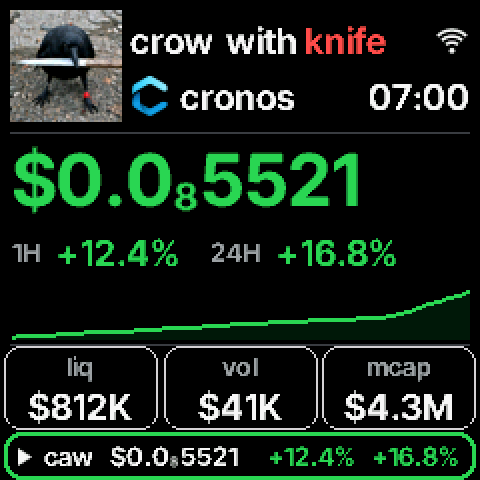 crow with knife
cronos 07:00
$0.0₈5521
1H +12.4% 24H +16.8%
liq vol mcap
$812K $41K $4.3M
caw $0.0₈5521 +12.4% +16.8%